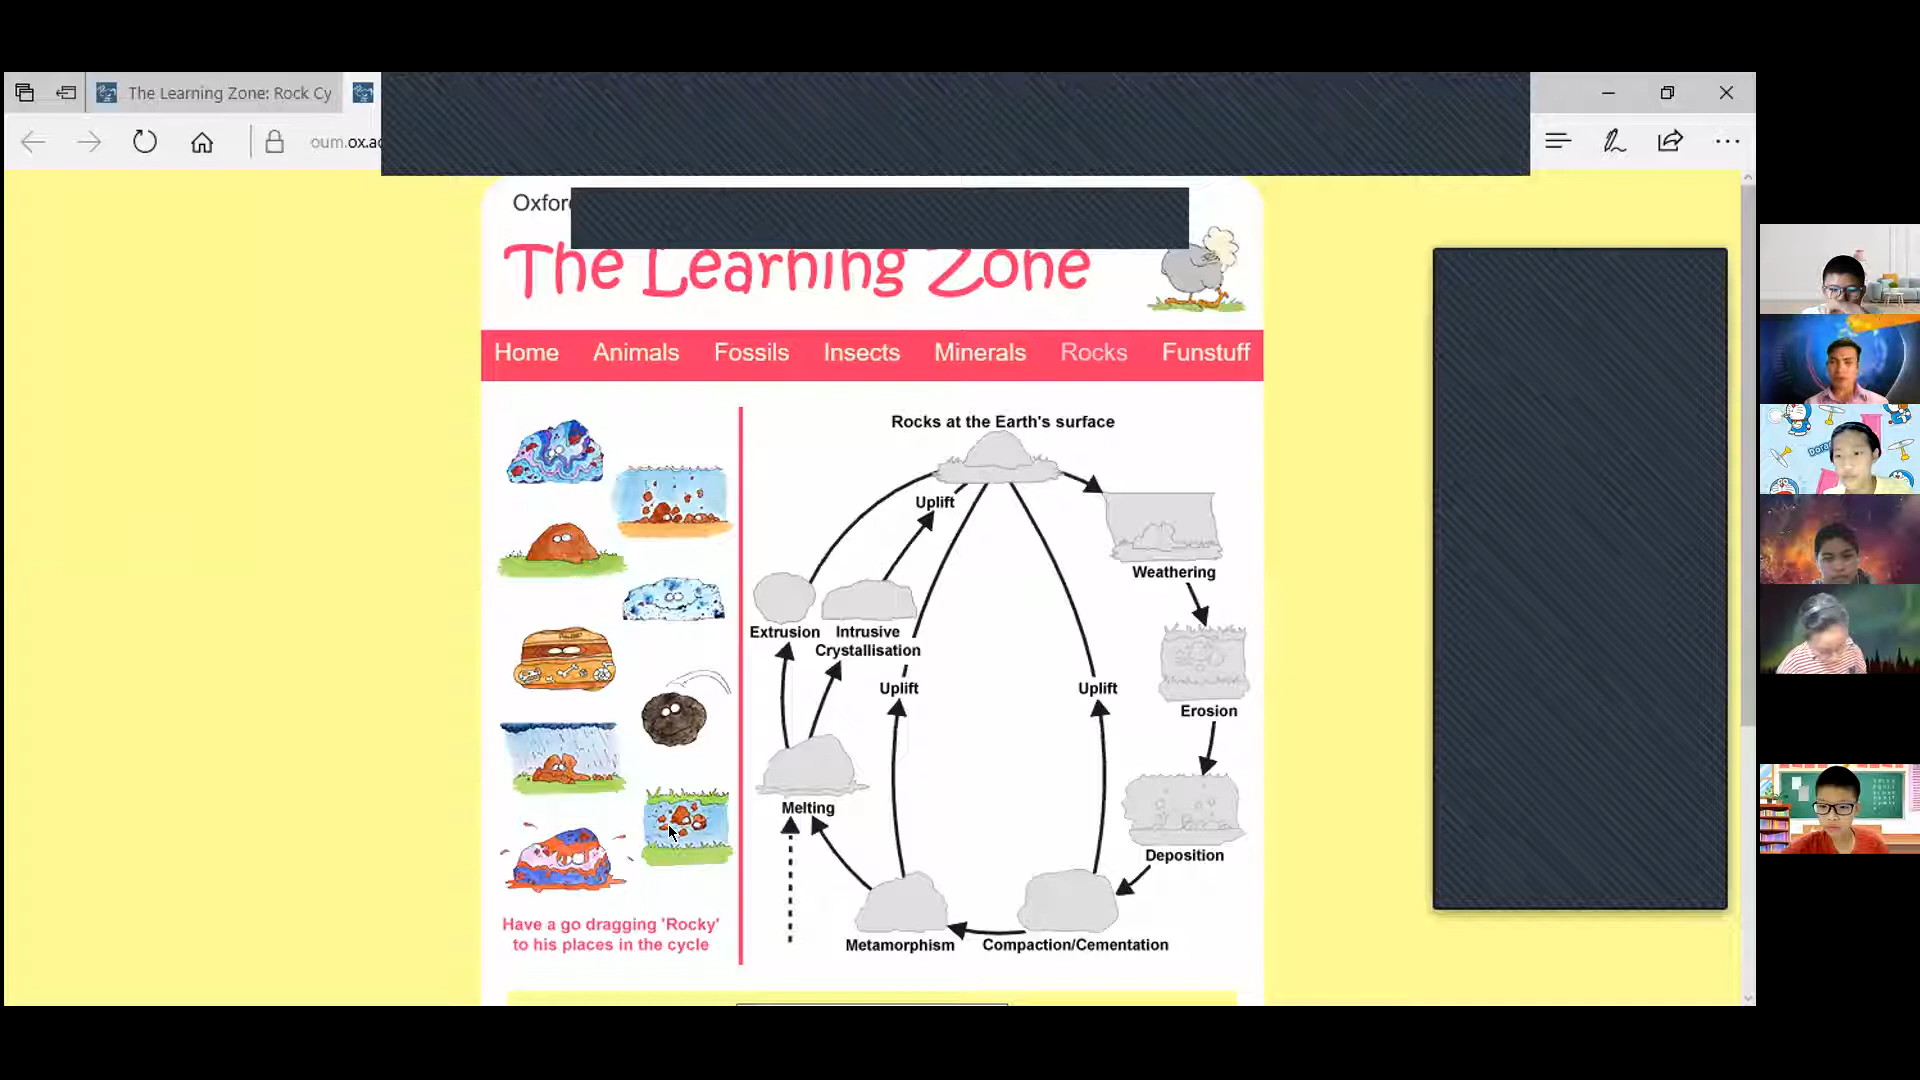 The Learning Zone: Rock Cy
oum.ox.ac
Oxford
The Learning Zone
Home Animals Fossils Insects Minerals Rocks Funstuff
Rocks at the Earth's surface
Uplift
Weathering
Extrusion
Intrusive
Crystallisation
Uplift
Uplift
Erosion
Melting
Deposition
Metamorphism
Compaction/Cementation
Have a go dragging 'Rocky'
to his places in the cycle